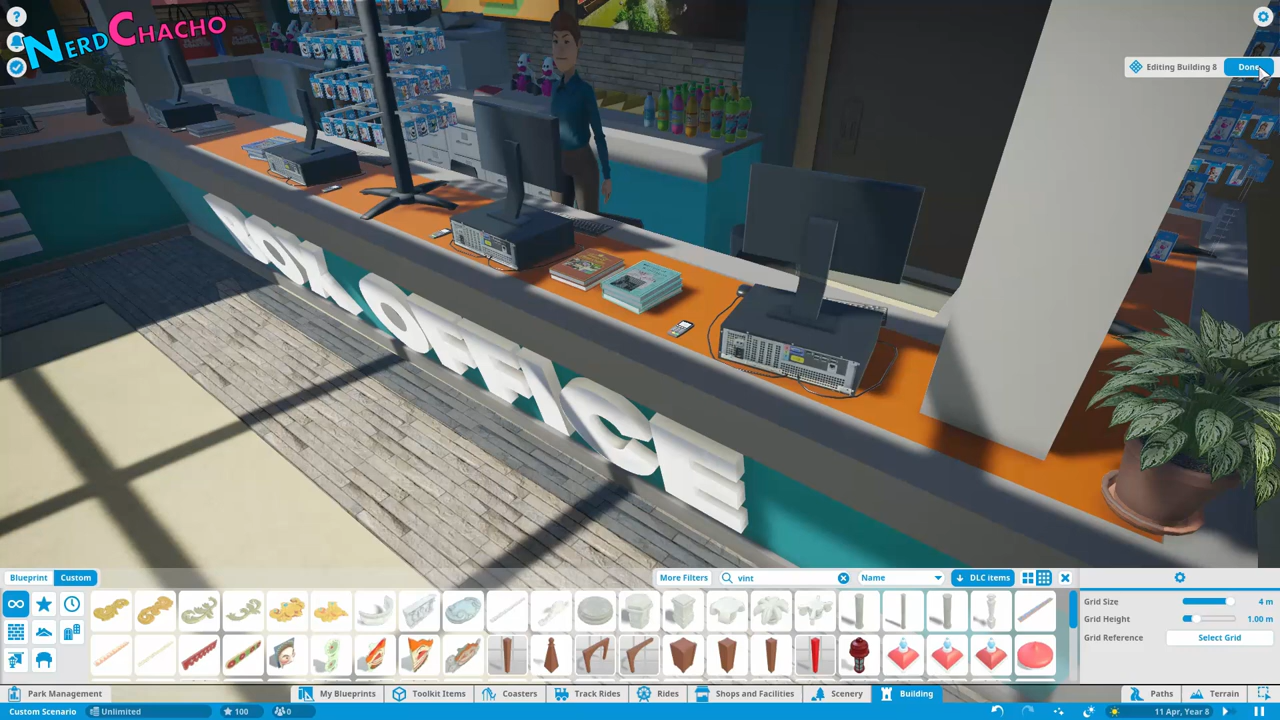 ?
NERDCHACHO
Editing Building 8
Done
BOX OFFICE
Blueprint
Custom
More Filters
vint
Name
DLC items
Grid Size
4 m
Grid Height
1.00 m
Grid Reference
Select Grid
Park Management
My Blueprints
Toolkit Items
Coasters
Track Rides
Rides
Shops and Facilities
Scenery
Building
Paths
Terrain
Custom Scenario
Unlimited
100
0
11 Apr, Year 8